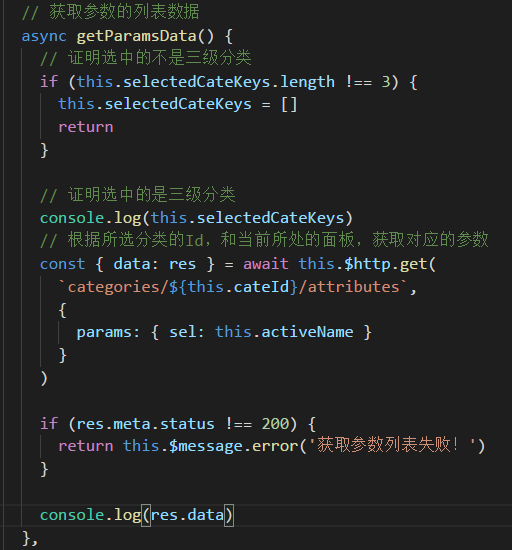 // 获取参数的列表数据
async getParamsData() {
// 证明选中的不是三级分类
if (this.selectedCateKeys.length !== 3) {
this.selectedCateKeys = []
return
}
// 证明选中的是三级分类
console.log(this.selectedCateKeys)
// 根据所选分类的Id, 和当前所处的面板, 获取对应的参数
const { data: res } = await this.$http.get(
`categories/${this.cateId}/attributes`,
{
params: { sel: this.activeName }
}
)
if (res.meta.status !== 200) {
return this.$message.error('获取参数列表失败！')
}
console.log(res.data)
},